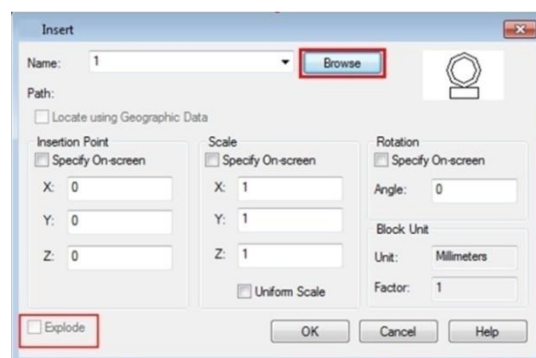 Insert
Name: 1 Browse
Path:
Locate using Geographic Data
Insertion Point
Specify On-screen
X: 0
Y: 0
Z: 0
Scale
Specify On-screen
X: 1
Y: 1
Z: 1
Uniform Scale
Rotation
Specify On-screen
Angle: 0
Block Unit
Unit: Millimeters
Factor: 1
Explode
OK Cancel Help